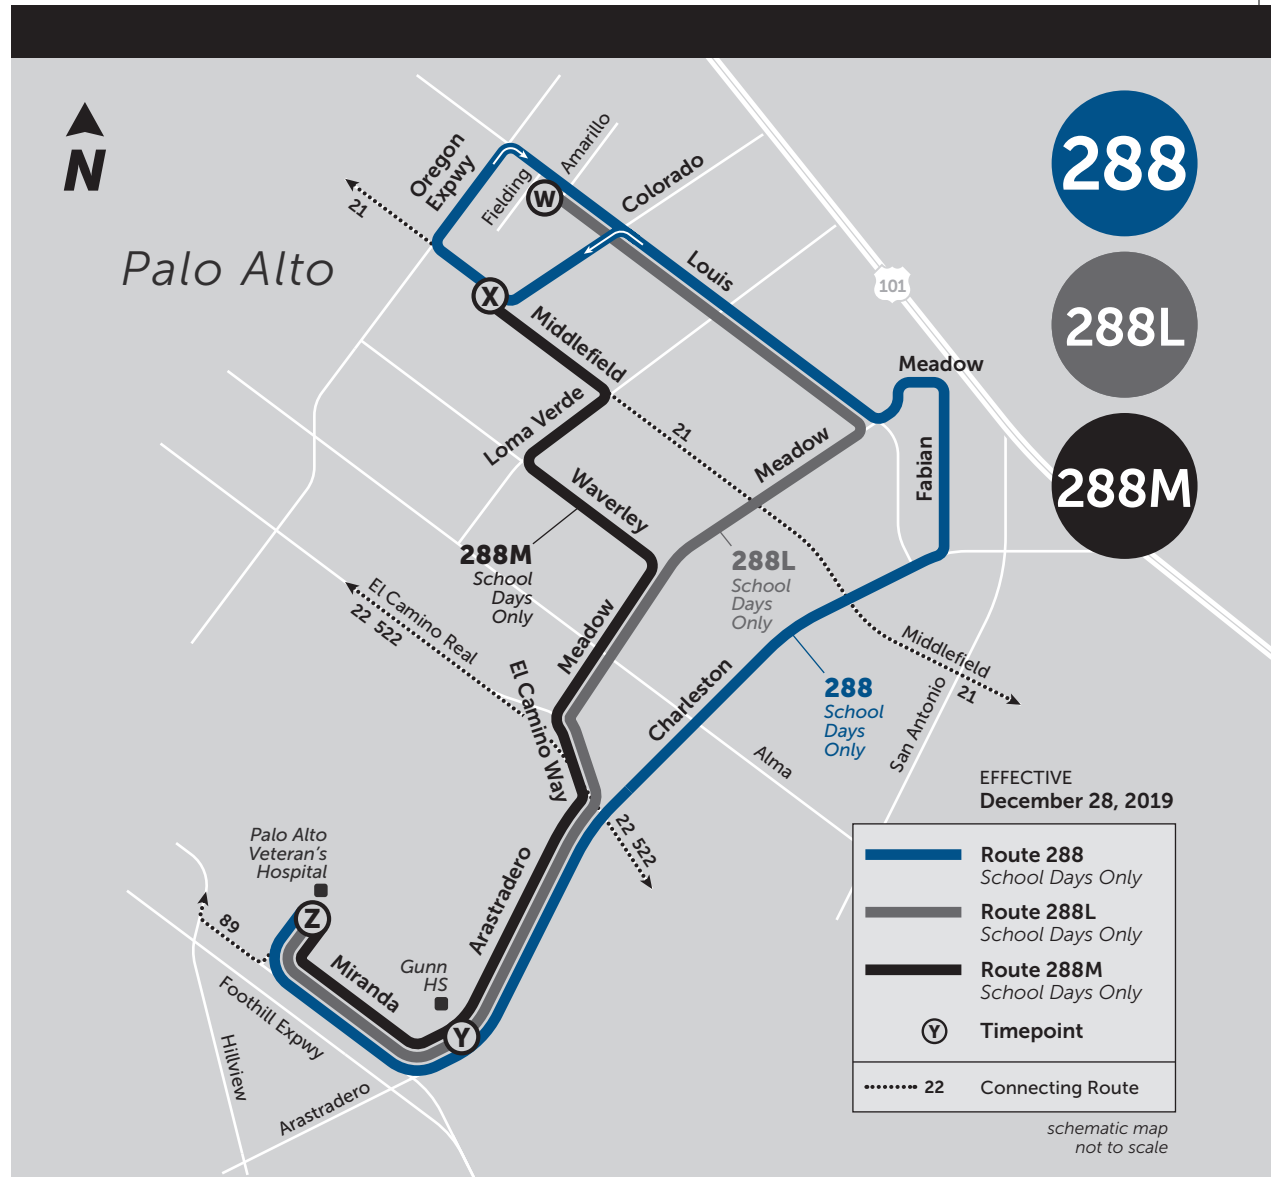 N
Palo Alto
288
288L
288M
101
Oregon
Expwy
Fielding
Amarillo
Colorado
21
W
X
Louis
Middlefield
Meadow
Loma Verde
21
Meadow
Fabian
Waverley
288M
School
Days
Only
288L
School
Days
Only
El Camino Real
22 522
Meadow
El Camino Way
Charleston
288
School
Days
Only
Middlefield
21
San Antonio
Alma
22 522
Arastradero
Palo Alto
Veteran's
Hospital
Z
89
Miranda
Gunn
HS
Y
Foothill Expwy
Hillview
Arastradero
EFFECTIVE
December 28, 2019
Route 288
School Days Only
Route 288L
School Days Only
Route 288M
School Days Only
Y Timepoint
22 Connecting Route
schematic map
not to scale